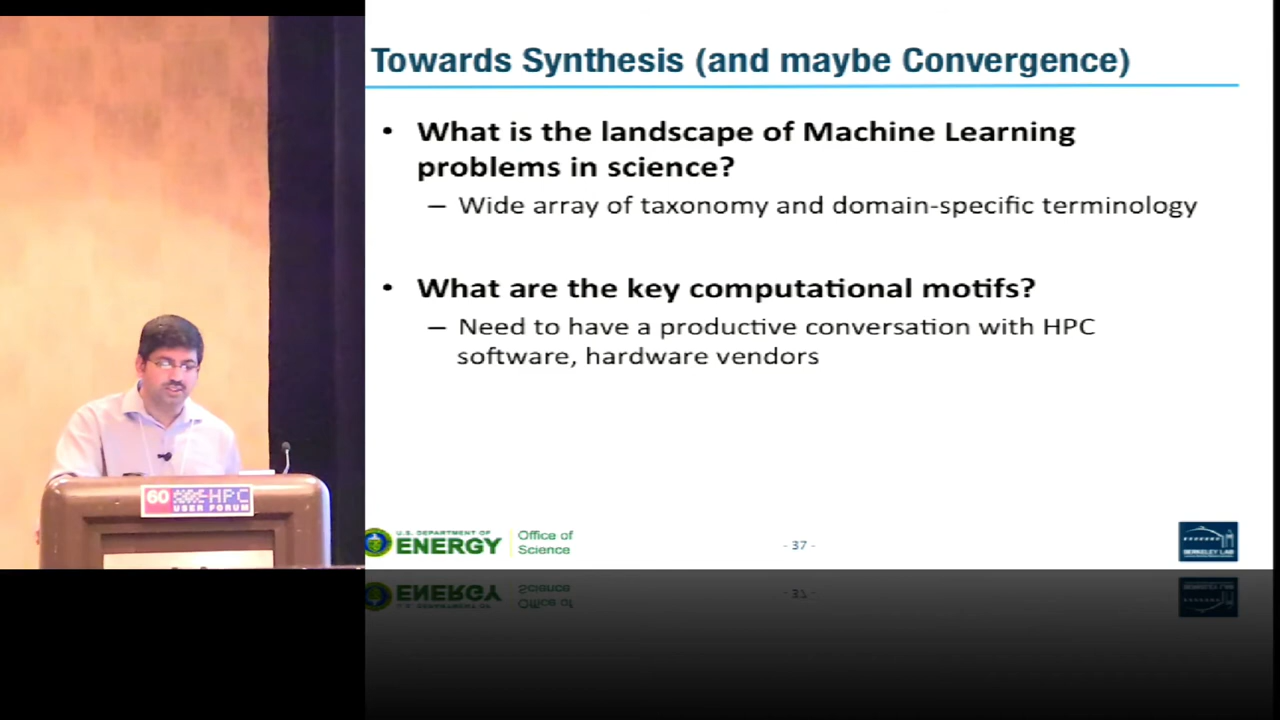 Towards Synthesis (and maybe Convergence)
• What is the landscape of Machine Learning
problems in science?
– Wide array of taxonomy and domain-specific terminology
• What are the key computational motifs?
– Need to have a productive conversation with HPC
software, hardware vendors
60 HPC
USER FORUM
U.S. DEPARTMENT OF
ENERGY
Office of
Science
- 37 -
BERKELEY LAB